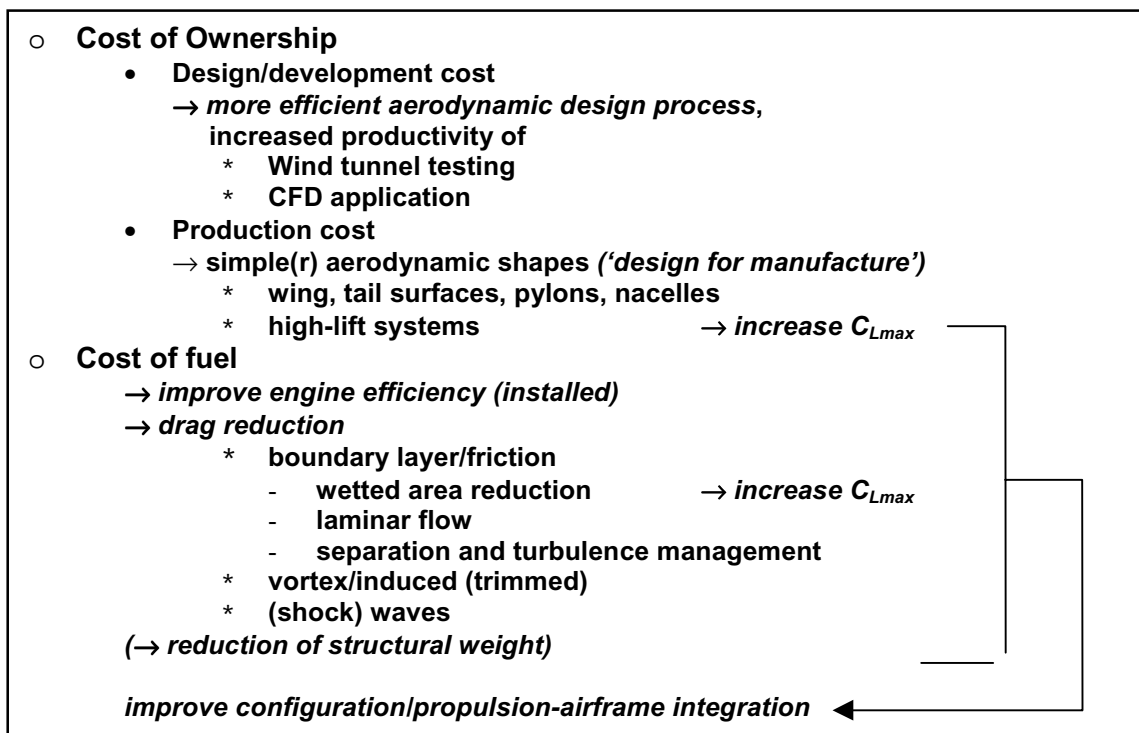 o Cost of Ownership
• Design/development cost
→ more efficient aerodynamic design process,
increased productivity of
* Wind tunnel testing
* CFD application
• Production cost
→ simple(r) aerodynamic shapes (‘design for manufacture’)
* wing, tail surfaces, pylons, nacelles
* high-lift systems → increase CLmax
o Cost of fuel
→ improve engine efficiency (installed)
→ drag reduction
* boundary layer/friction
- wetted area reduction → increase CLmax
- laminar flow
- separation and turbulence management
* vortex/induced (trimmed)
* (shock) waves
(→ reduction of structural weight)
improve configuration/propulsion-airframe integration